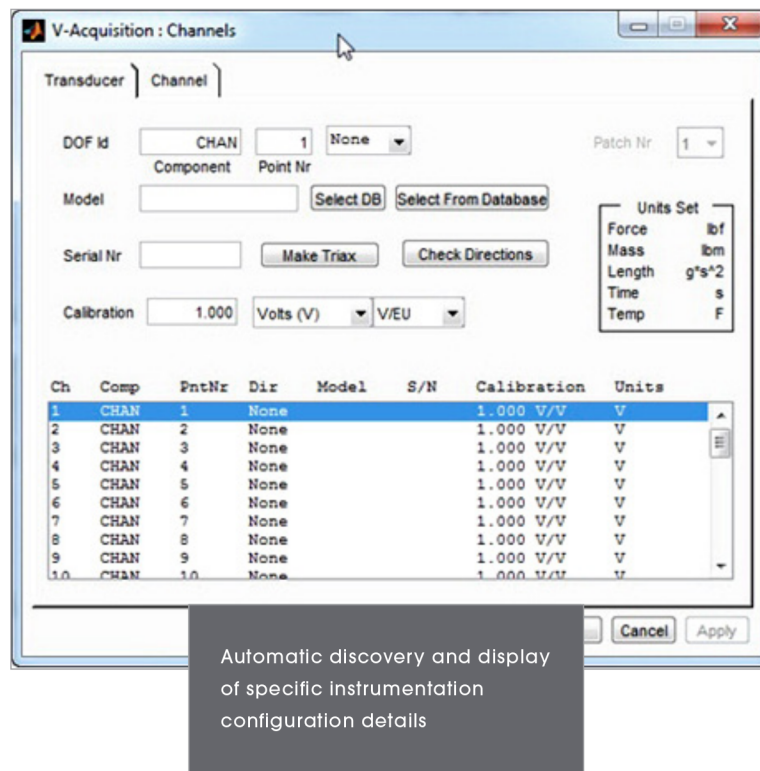 V-Acquisition : Channels
Transducer Channel
DOF Id CHAN 1 None Patch Nr 1
Component Point Nr
Model Select DB Select From Database
Units Set
Force lbf
Mass lbm
Length g*s^2
Time s
Temp F
Serial Nr Make Triax Check Directions
Calibration 1.000 Volts (V) V/EU
Ch Comp PntNr Dir Model S/N Calibration Units
1 CHAN 1 None 1.000 V/V V
2 CHAN 2 None 1.000 V/V V
3 CHAN 3 None 1.000 V/V V
4 CHAN 4 None 1.000 V/V V
5 CHAN 5 None 1.000 V/V V
6 CHAN 6 None 1.000 V/V V
7 CHAN 7 None 1.000 V/V V
8 CHAN 8 None 1.000 V/V V
9 CHAN 9 None 1.000 V/V V
10 CHAN 10 None 1.000 V/V V
Cancel Apply
Automatic discovery and display
of specific instrumentation
configuration details